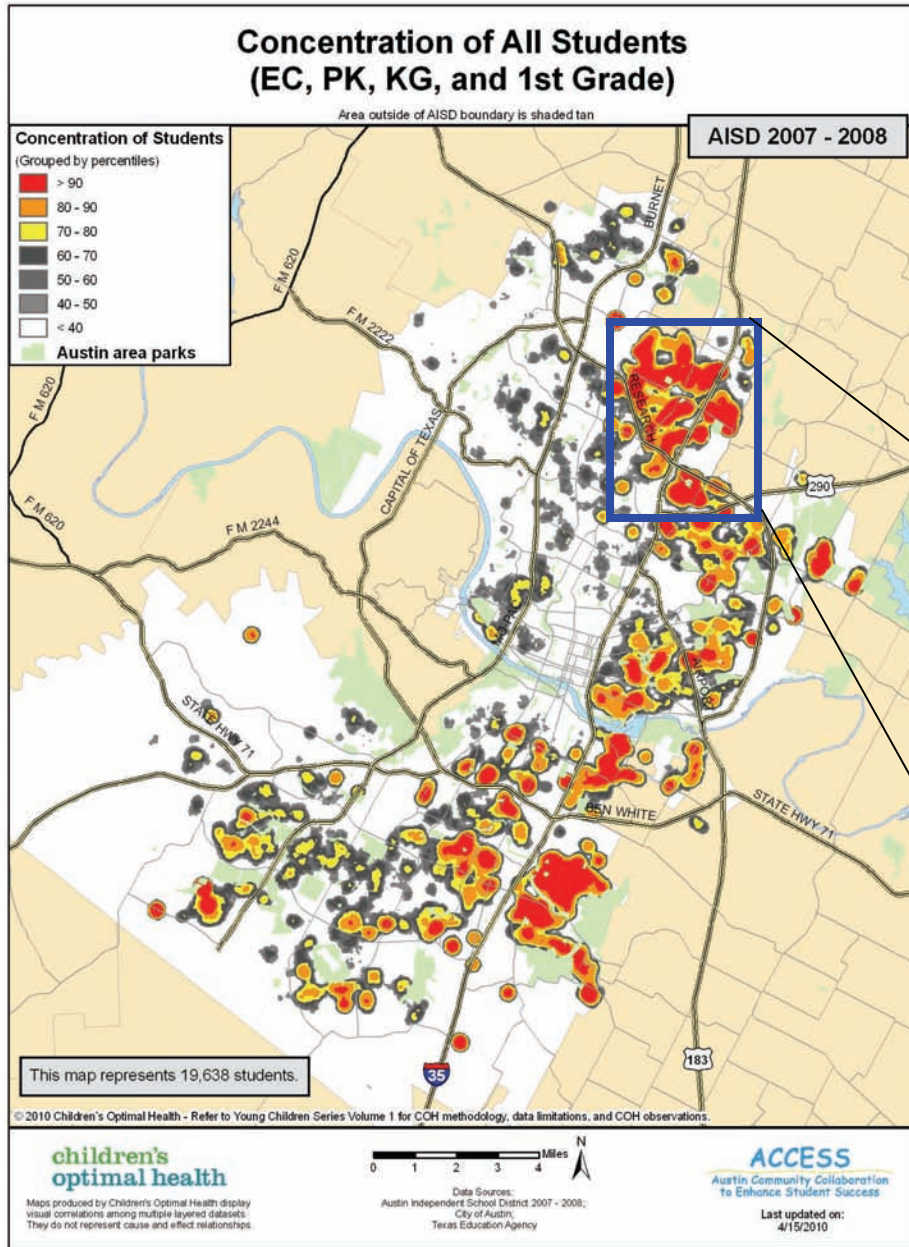 Concentration of All Students
(EC, PK, KG, and 1st Grade)
Area outside of AISD boundary is shaded tan
AISD 2007 - 2008
Concentration of Students
(Grouped by percentiles)
> 90
80 - 90
70 - 80
60 - 70
50 - 60
40 - 50
< 40
Austin area parks
BURNET
F M 620
F M 2222
F M 620
RESEARCH
CAPITAL OF TEXAS
290
F M 620
F M 2244
AIRPORT
STATE HWY 71
BEN WHITE
STATE HWY 71
183
35
This map represents 19,638 students.
© 2010 Children's Optimal Health - Refer to Young Children Series Volume 1 for COH methodology, data limitations, and COH observations.
children's
optimal health
Maps produced by Children's Optimal Health display
visual correlations among multiple layered datasets.
They do not represent cause and effect relationships
Miles
0 1 2 3 4
N
Data Sources:
Austin Independent School District 2007 - 2008;
City of Austin;
Texas Education Agency
ACCESS
Austin Community Collaboration
to Enhance Student Success
Last updated on:
4/15/2010